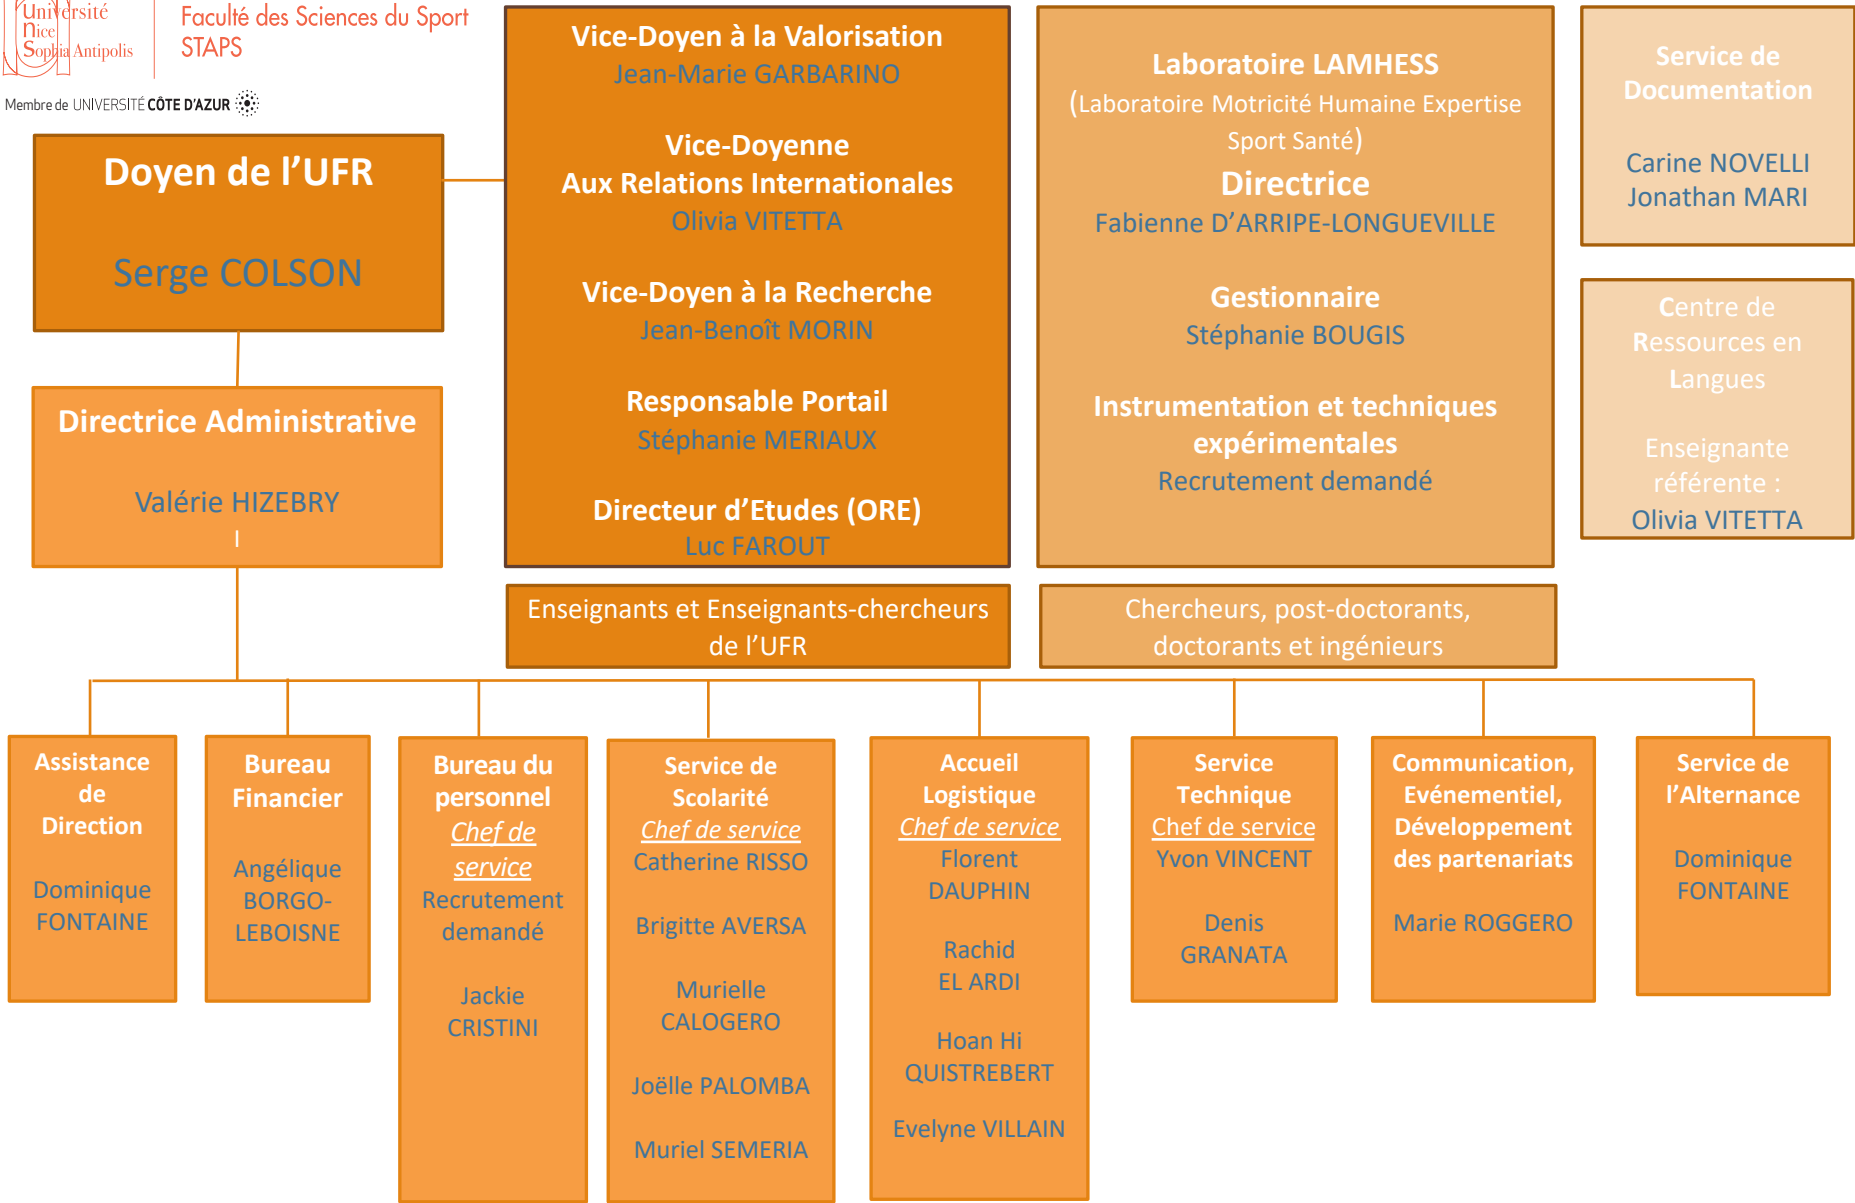 Université
nice
Sophia Antipolis
Faculté des Sciences du Sport
STAPS
Membre de UNIVERSITÉ CÔTE D'AZUR
Doyen de l'UFR
Serge COLSON
Directrice Administrative
Valérie HIZEBRY
Vice-Doyen à la Valorisation
Jean-Marie GARBARINO
Vice-Doyenne
Aux Relations Internationales
Olivia VITETTA
Vice-Doyen à la Recherche
Jean-Benoît MORIN
Responsable Portail
Stéphanie MERIAUX
Directeur d'Etudes (ORE)
Luc FAROUT
Enseignants et Enseignants-chercheurs
de l'UFR
Laboratoire LAMHESS
(Laboratoire Motricité Humaine Expertise
Sport Santé)
Directrice
Fabienne D'ARRIPE-LONGUEVILLE
Gestionnaire
Stéphanie BOUGIS
Instrumentation et techniques
expérimentales
Recrutement demandé
Chercheurs, post-doctorants,
doctorants et ingénieurs
Service de
Documentation
Carine NOVELLI
Jonathan MARI
Centre de
Ressources en
Langues
Enseignante
référente :
Olivia VITETTA
Assistance
de
Direction
Dominique
FONTAINE
Bureau
Financier
Angélique
BORGO-
LEBOISNE
Bureau du
personnel
Chef de
service
Recrutement
demandé
Jackie
CRISTINI
Service de
Scolarité
Chef de service
Catherine RISSO
Brigitte AVERSA
Murielle
CALOGERO
Joëlle PALOMBA
Muriel SEMERIA
Accueil
Logistique
Chef de service
Florent
DAUPHIN
Rachid
EL ARDI
Hoan Hi
QUISTREBERT
Evelyne VILLAIN
Service
Technique
Chef de service
Yvon VINCENT
Denis
GRANATA
Communication,
Evénementiel,
Développement
des partenariats
Marie ROGGERO
Service de
l'Alternance
Dominique
FONTAINE